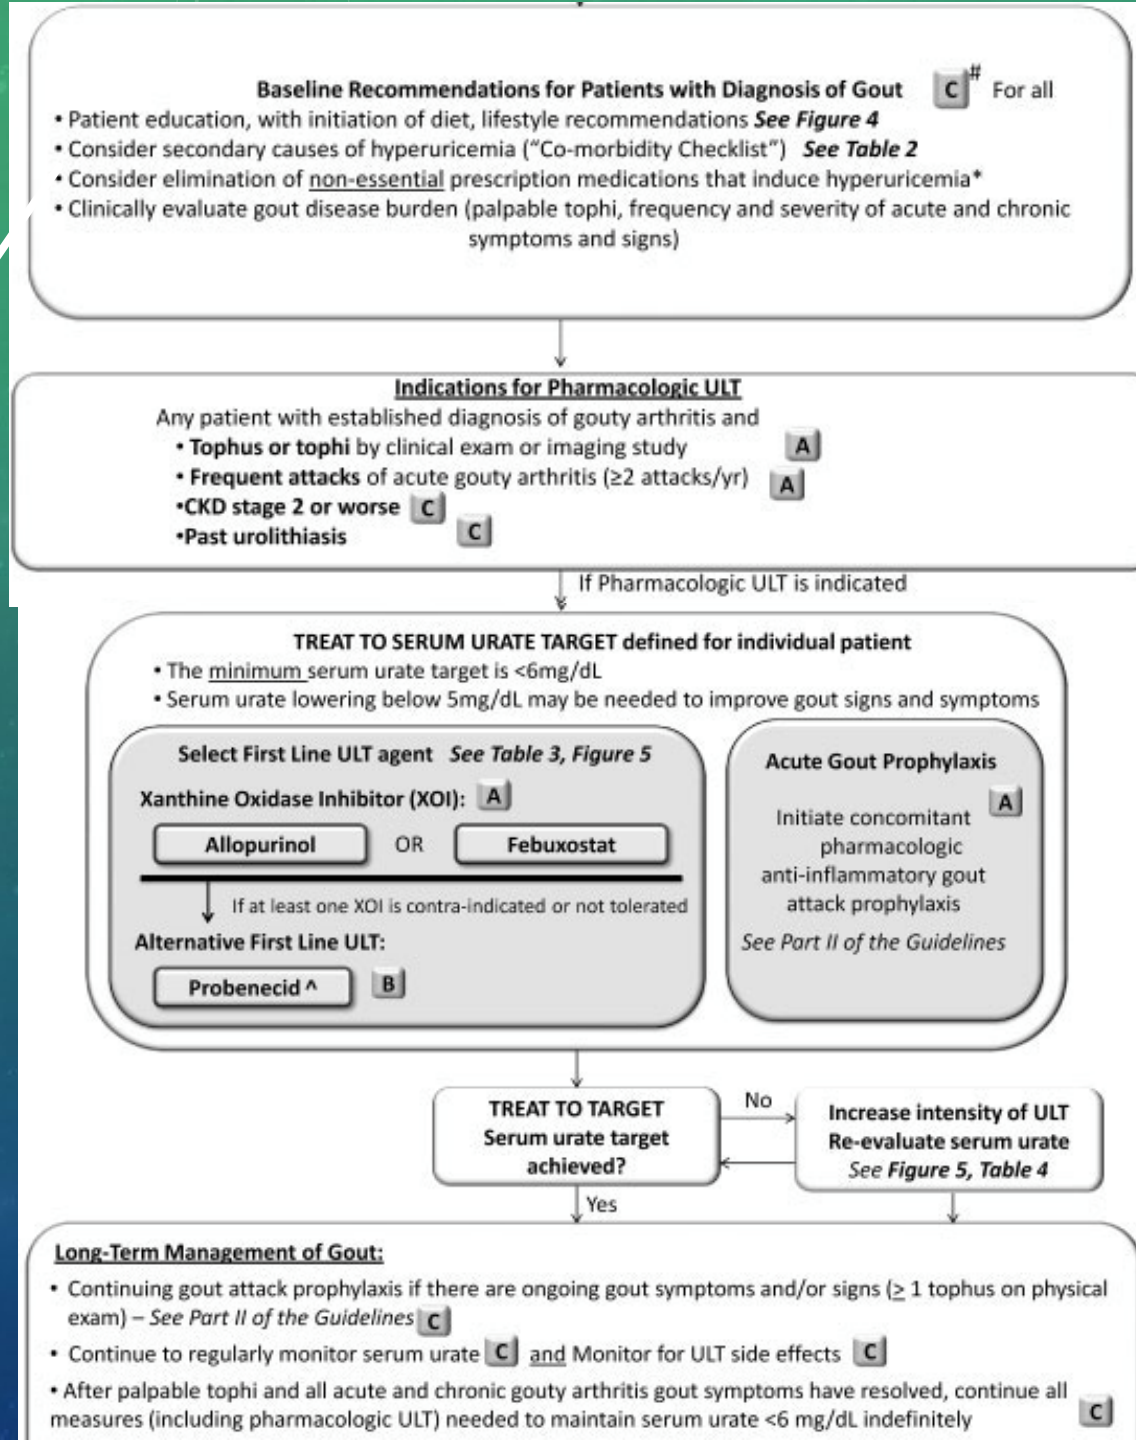 Baseline Recommendations for Patients with Diagnosis of Gout C# For all
• Patient education, with initiation of diet, lifestyle recommendations See Figure 4
• Consider secondary causes of hyperuricemia (“Co-morbidity Checklist”) See Table 2
• Consider elimination of non-essential prescription medications that induce hyperuricemia*
• Clinically evaluate gout disease burden (palpable tophi, frequency and severity of acute and chronic
symptoms and signs)
Indications for Pharmacologic ULT
Any patient with established diagnosis of gouty arthritis and
• Tophus or tophi by clinical exam or imaging study A
• Frequent attacks of acute gouty arthritis (≥2 attacks/yr) A
•CKD stage 2 or worse C
•Past urolithiasis C
If Pharmacologic ULT is indicated
TREAT TO SERUM URATE TARGET defined for individual patient
• The minimum serum urate target is <6mg/dL
• Serum urate lowering below 5mg/dL may be needed to improve gout signs and symptoms
Select First Line ULT agent See Table 3, Figure 5
Xanthine Oxidase Inhibitor (XOI): A
Allopurinol OR Febuxostat
If at least one XOI is contra-indicated or not tolerated
Alternative First Line ULT:
Probenecid ^ B
Acute Gout Prophylaxis
A
Initiate concomitant
pharmacologic
anti-inflammatory gout
attack prophylaxis
See Part II of the Guidelines
TREAT TO TARGET
Serum urate target
achieved?
No
Increase intensity of ULT
Re-evaluate serum urate
See Figure 5, Table 4
Yes
Long-Term Management of Gout:
• Continuing gout attack prophylaxis if there are ongoing gout symptoms and/or signs (≥ 1 tophus on physical
exam) – See Part II of the Guidelines C
• Continue to regularly monitor serum urate C and Monitor for ULT side effects C
• After palpable tophi and all acute and chronic gouty arthritis gout symptoms have resolved, continue all
measures (including pharmacologic ULT) needed to maintain serum urate <6 mg/dL indefinitely C